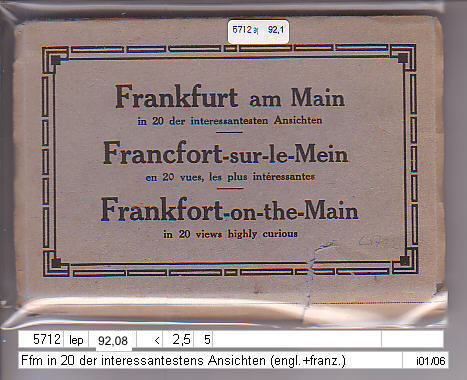 5712 9j 92,1
Frankfurt am Main
in 20 der interessantesten Ansichten
Francfort-sur-le-Mein
en 20 vues, les plus intéressantes
Frankfort-on-the-Main
in 20 views highly curious
5712 lep 92,08 < 2,5 5
Ffm in 20 der interessantestens Ansichten (engl.+franz.) i01/06